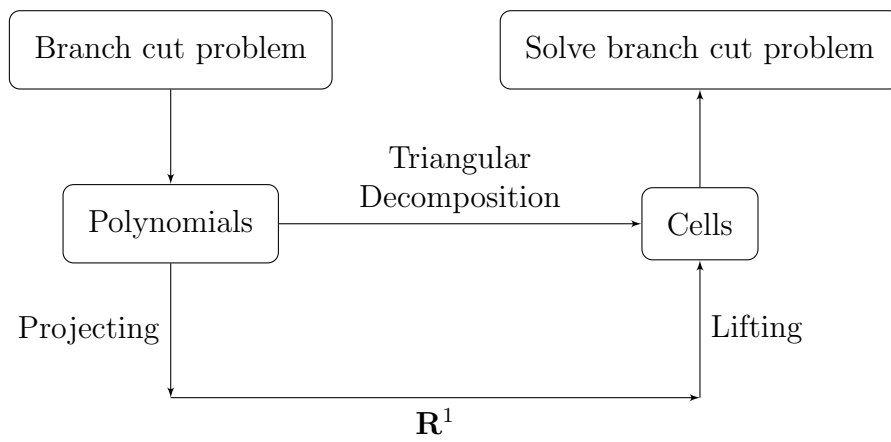 Branch cut problem
Solve branch cut problem
Triangular
Decomposition
Polynomials
Cells
Projecting
Lifting
R¹